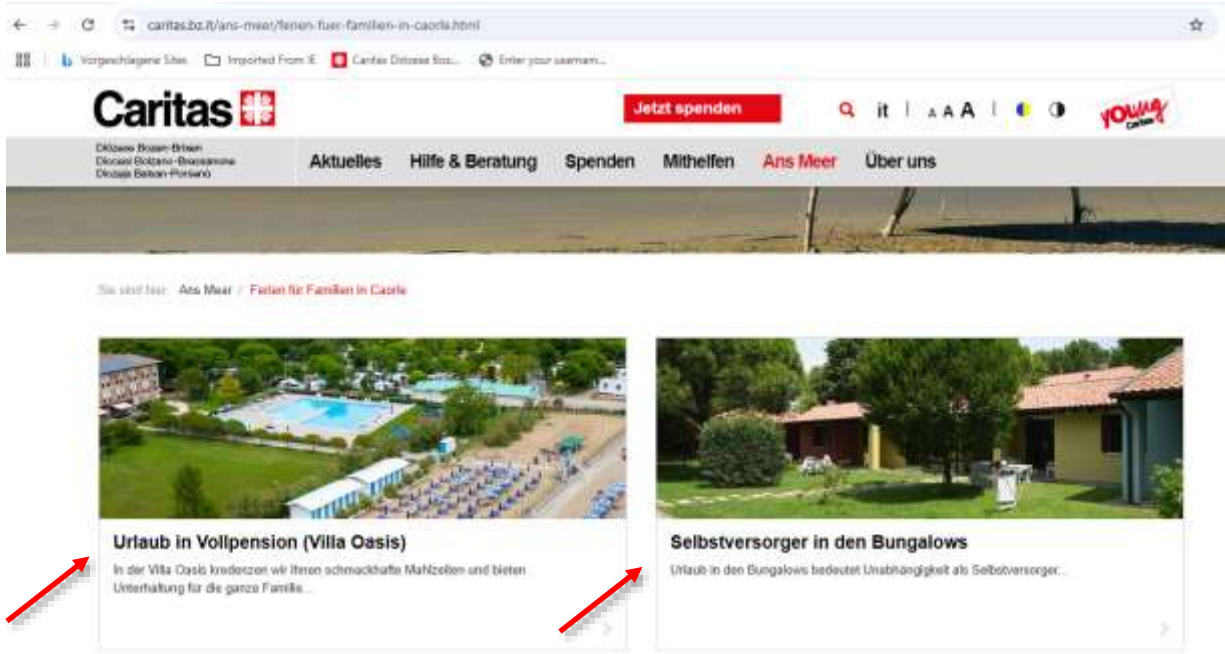 caritas.bz.it/ans-meer/ferien-fuer-familien-in-caorle.html
Vorgeschlagene Sites Imported From IE Caritas Diözese Boz... Enter your usernam...
Caritas
Jetzt spenden
it | A A A |
young
Caritas
Diözese Bozen-Brixen
Diocesi Bolzano-Bressanone
Diozeja Balsan-Porsenù
Aktuelles Hilfe & Beratung Spenden Mithelfen Ans Meer Über uns
Sie sind hier: Ans Meer / Ferien für Familien in Caorle
Urlaub in Vollpension (Villa Oasis)
In der Villa Oasis kredenzen wir Ihnen schmackhafte Mahlzeiten und bieten
Unterhaltung für die ganze Familie...
Selbstversorger in den Bungalows
Urlaub in den Bungalows bedeutet Unabhängigkeit als Selbstversorger...